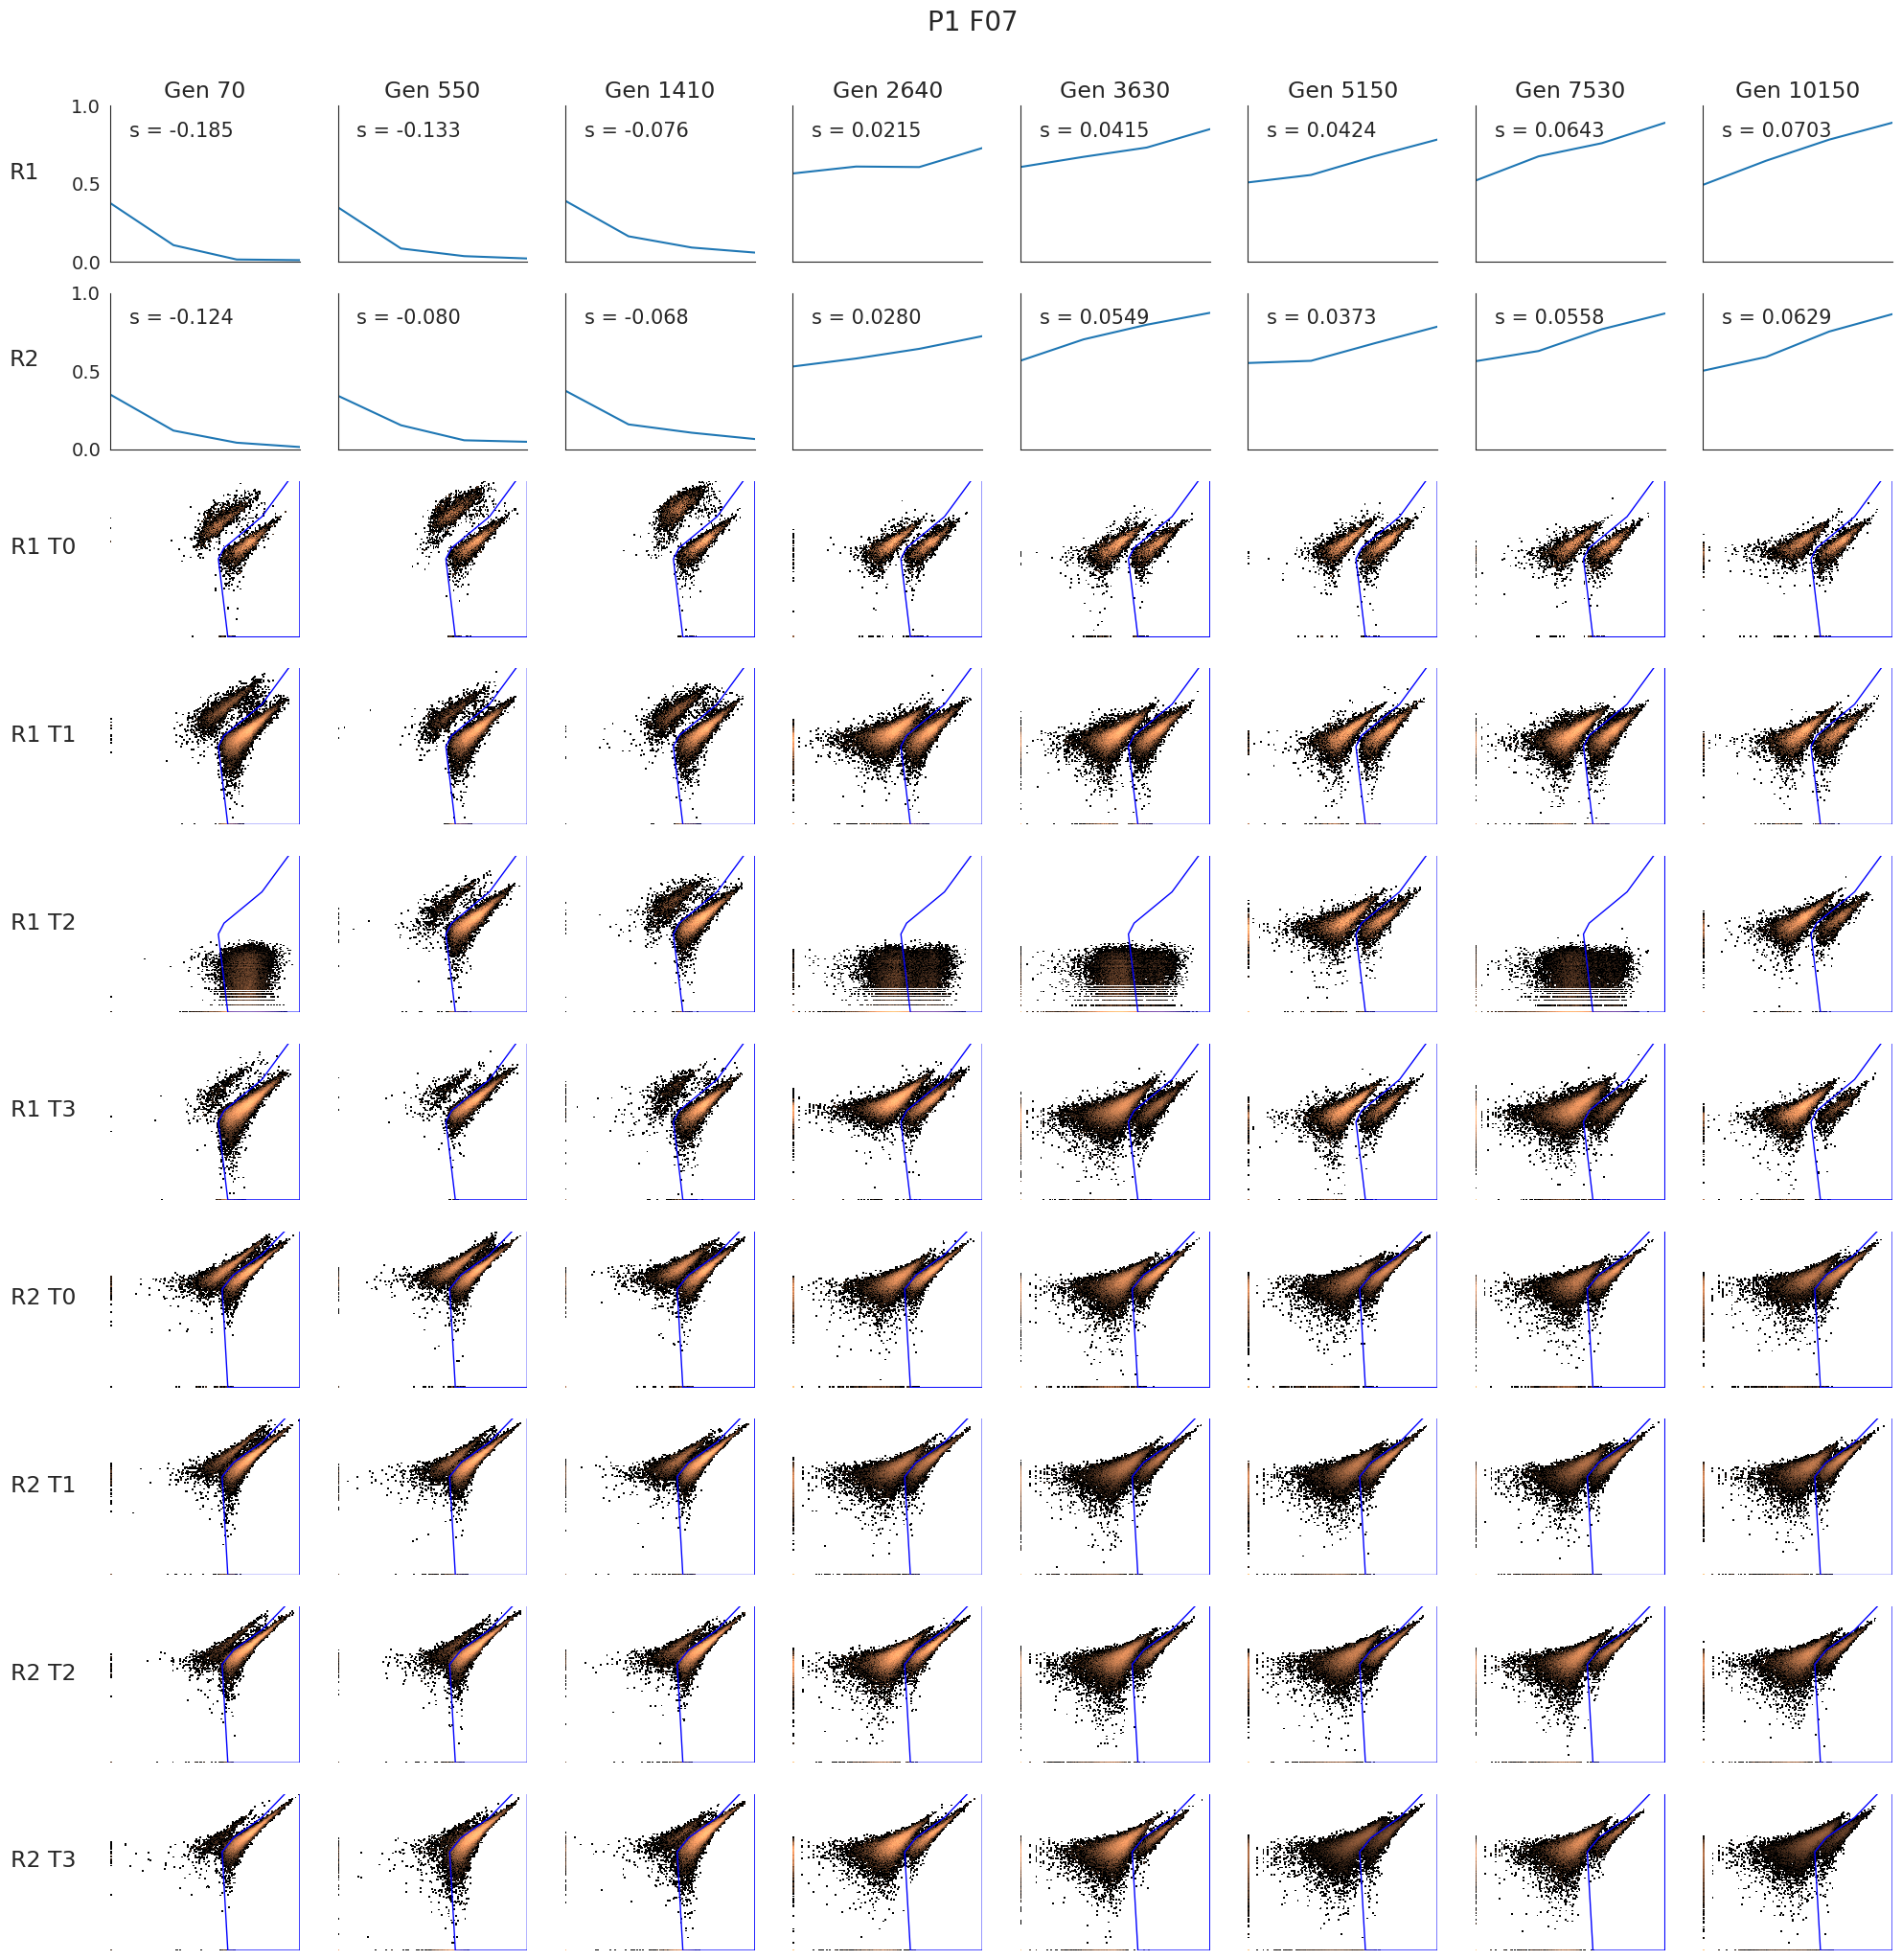 P1 F07
Gen 70 Gen 550 Gen 1410 Gen 2640 Gen 3630 Gen 5150 Gen 7530 Gen 10150
1.0
s = -0.185 s = -0.133 s = -0.076 s = 0.0215 s = 0.0415 s = 0.0424 s = 0.0643 s = 0.0703
R1
0.5
0.0
1.0
s = -0.124 s = -0.080 s = -0.068 s = 0.0280 s = 0.0549 s = 0.0373 s = 0.0558 s = 0.0629
R2
0.5
0.0
R1 T0
R1 T1
R1 T2
R1 T3
R2 T0
R2 T1
R2 T2
R2 T3